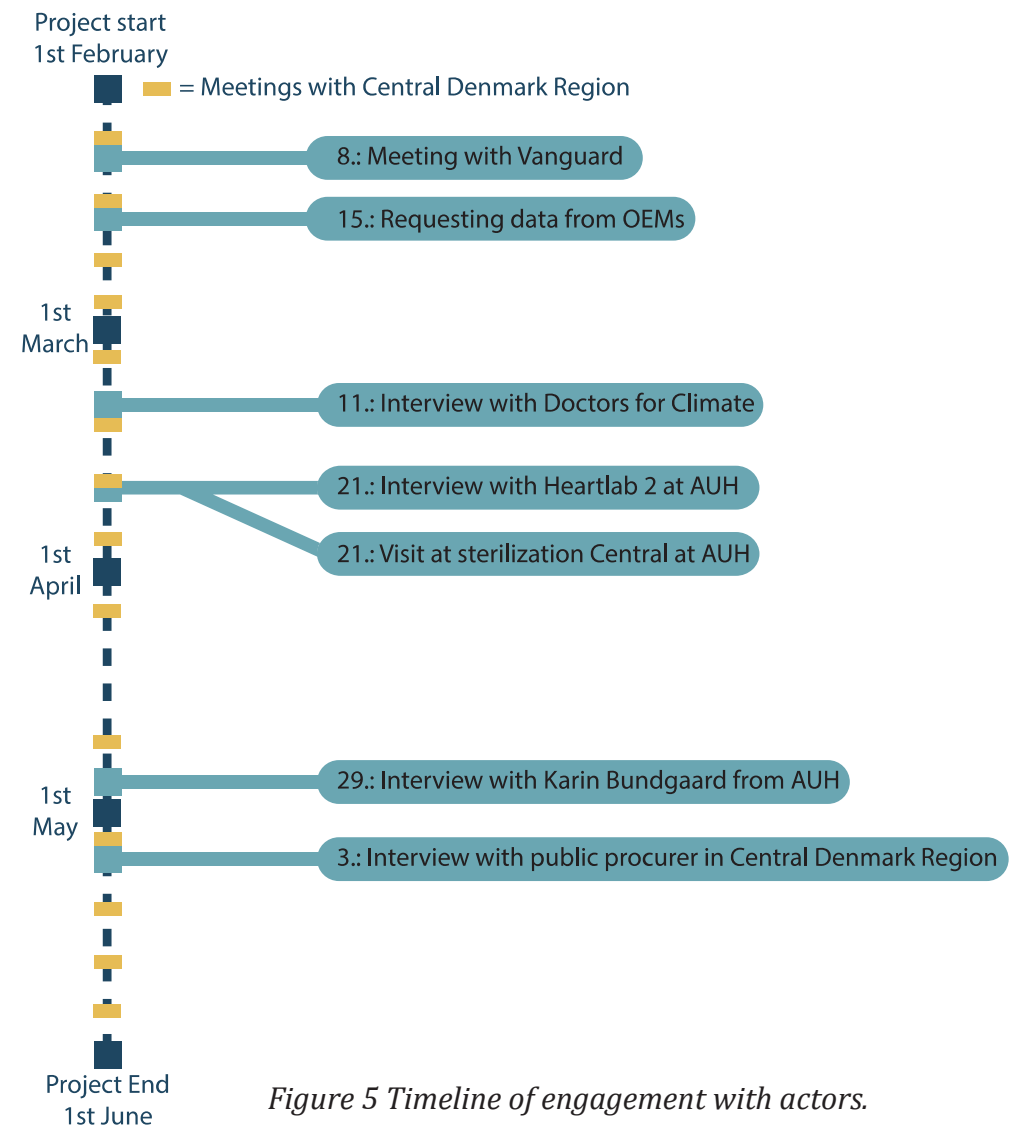 Project start
1st February
= Meetings with Central Denmark Region
8.: Meeting with Vanguard
15.: Requesting data from OEMs
1st
March
11.: Interview with Doctors for Climate
21.: Interview with Heartlab 2 at AUH
21.: Visit at sterilization Central at AUH
1st
April
29.: Interview with Karin Bundgaard from AUH
1st
May
3.: Interview with public procurer in Central Denmark Region
Project End
1st June
Figure 5 Timeline of engagement with actors.